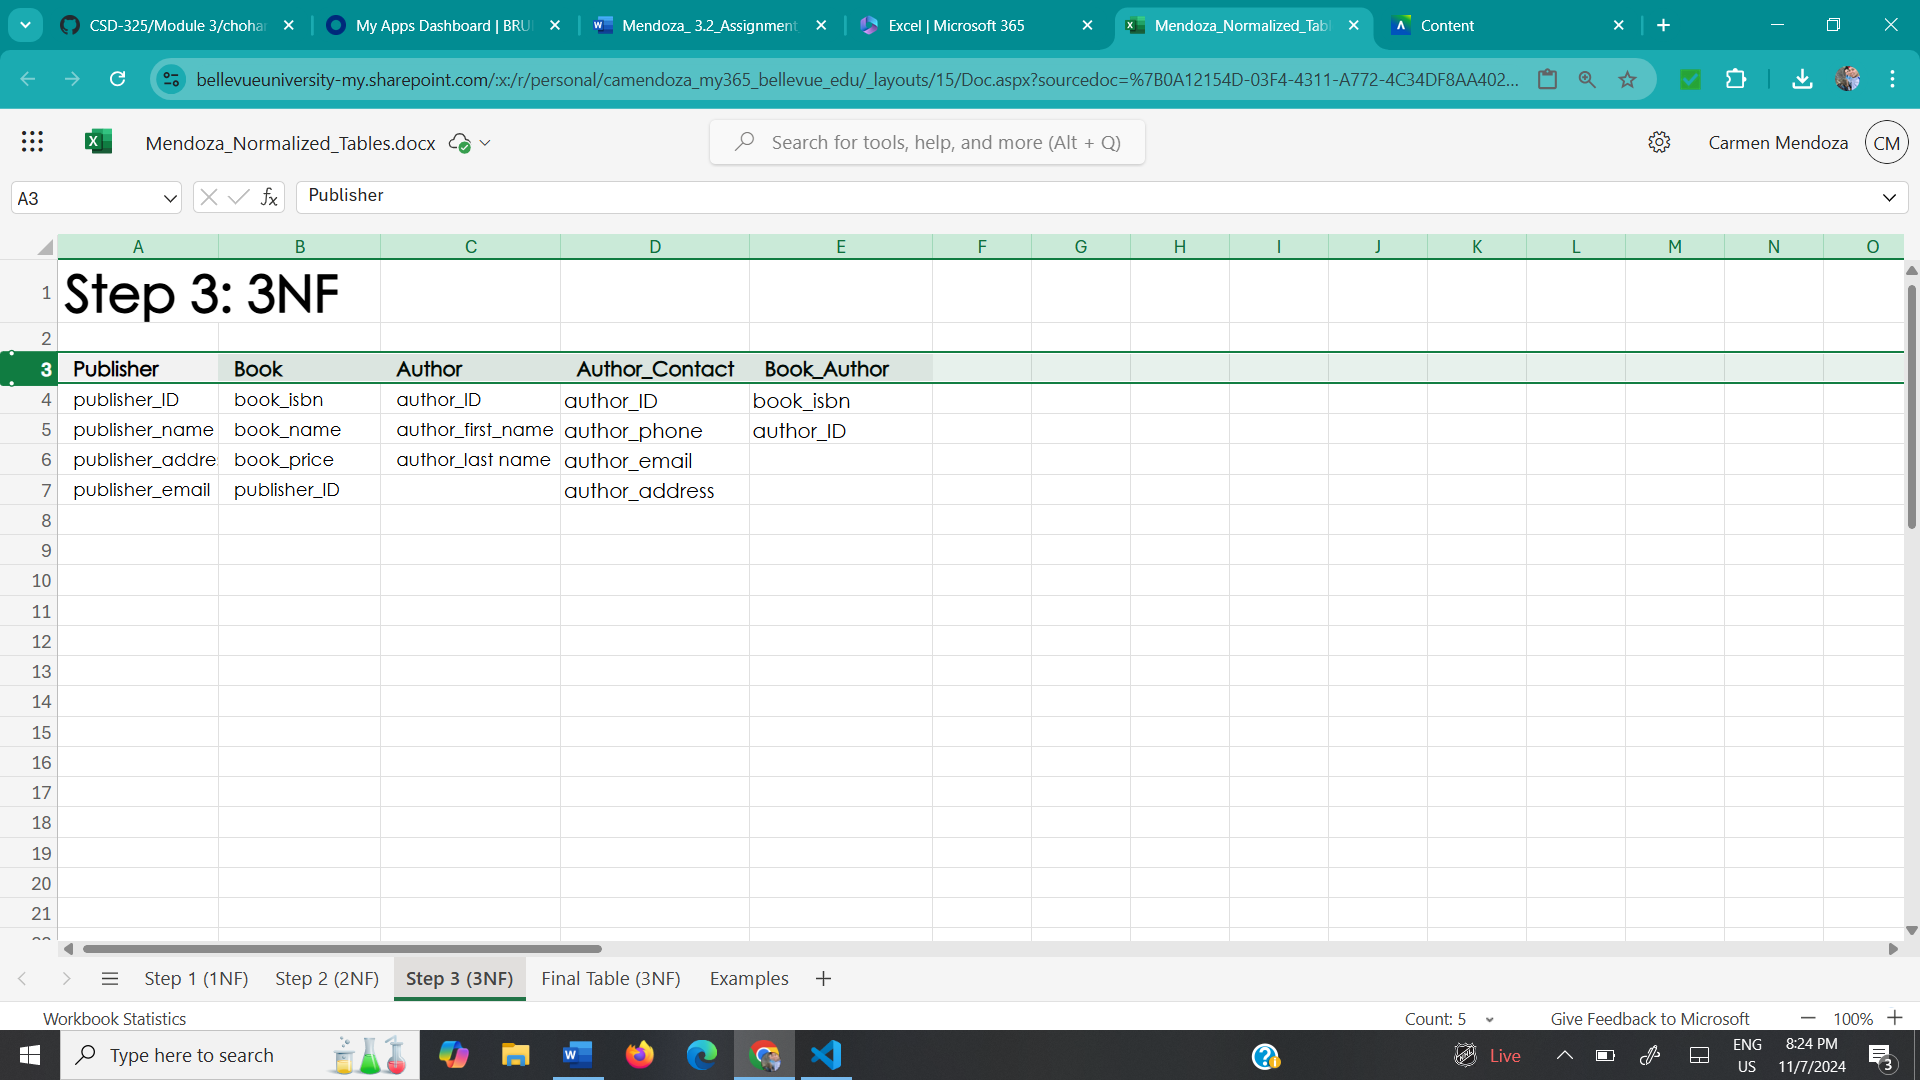 CSD-325/Module 3/chohar
My Apps Dashboard | BRU
Mendoza_ 3.2_Assignment
Excel | Microsoft 365
Mendoza_Normalized_Tabl
Content
bellevueuniversity-my.sharepoint.com/:x:/r/personal/camendoza_my365_bellevue_edu/_layouts/15/Doc.aspx?sourcedoc=%7B0A12154D-03F4-4311-A772-4C34DF8AA402...
Mendoza_Normalized_Tables.docx
Search for tools, help, and more (Alt + Q)
Carmen Mendoza
CM
A3
fx
Publisher
A B C D E F G H I J K L M N O
1 Step 3: 3NF
2
3 Publisher Book Author Author_Contact Book_Author
4 publisher_ID book_isbn author_ID author_ID book_isbn
5 publisher_name book_name author_first_name author_phone author_ID
6 publisher_addre book_price author_last name author_email
7 publisher_email publisher_ID author_address
8
9
10
11
12
13
14
15
16
17
18
19
20
21
Step 1 (1NF) Step 2 (2NF) Step 3 (3NF) Final Table (3NF) Examples
Workbook Statistics
Count: 5
Give Feedback to Microsoft
100%
Type here to search
Live
ENG
US
8:24 PM
11/7/2024
3